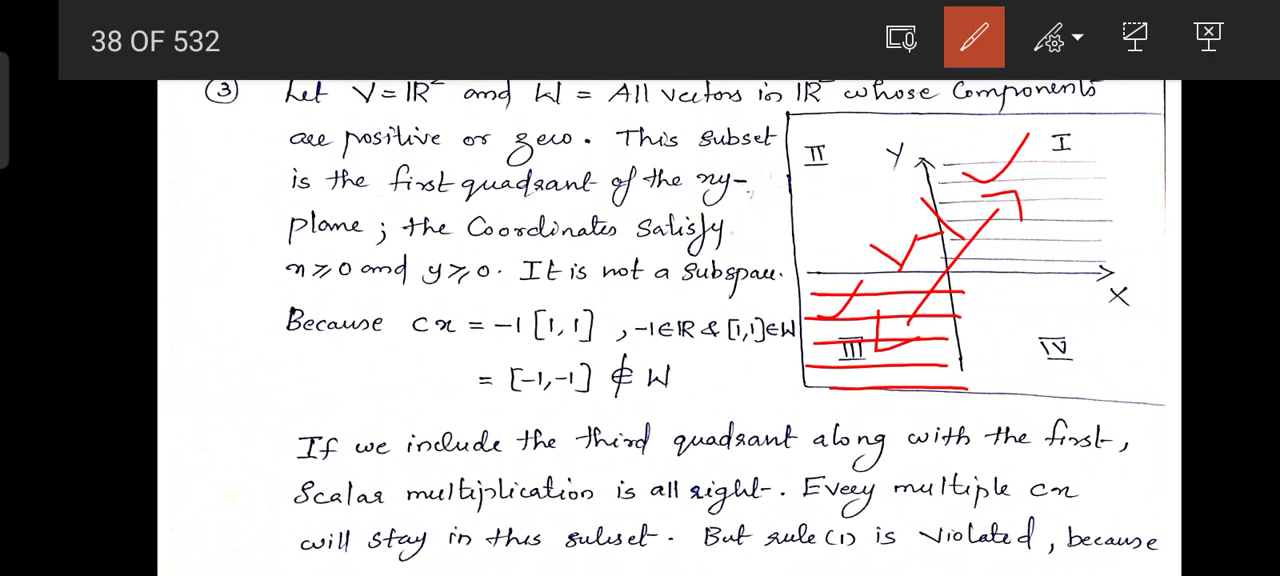 38 OF 532
③ Let V = IR² and W = All vectors in IR² whose Components
are positive or zero. This subset
is the first quadrant of the xy-
plane; the Coordinates Satisfy
x ≥ 0 and y ≥ 0. It is not a subspace.
Because cx = -1 [1, 1] , -1 ∈ IR & [1,1] ∈ W
= [-1,-1] ∉ W
II Y I
X
III IV
If we include the third quadrant along with the first,
Scalar multiplication is all right. Every multiple cx
will stay in this subset. But rule (1) is violated, because